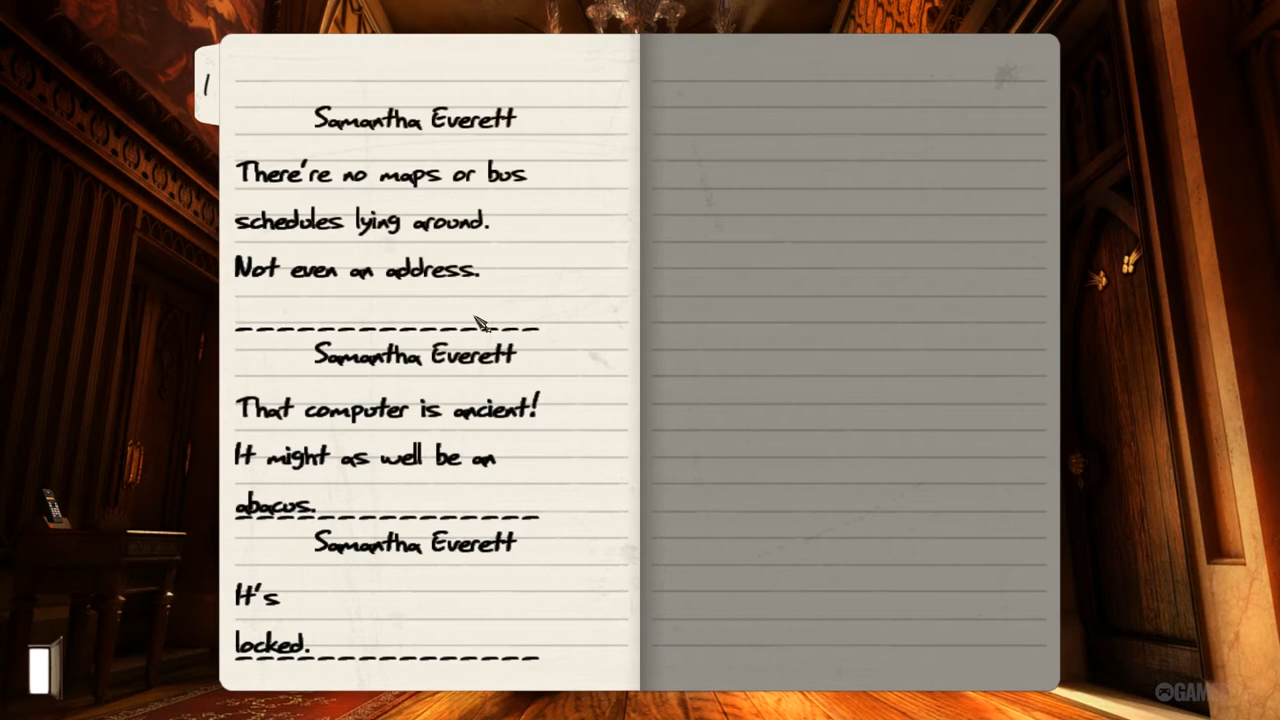 1
Samantha Everett
There're no maps or bus
schedules lying around.
Not even an address.
Samantha Everett
That computer is ancient!
It might as well be an
abacus.
Samantha Everett
It's
locked.